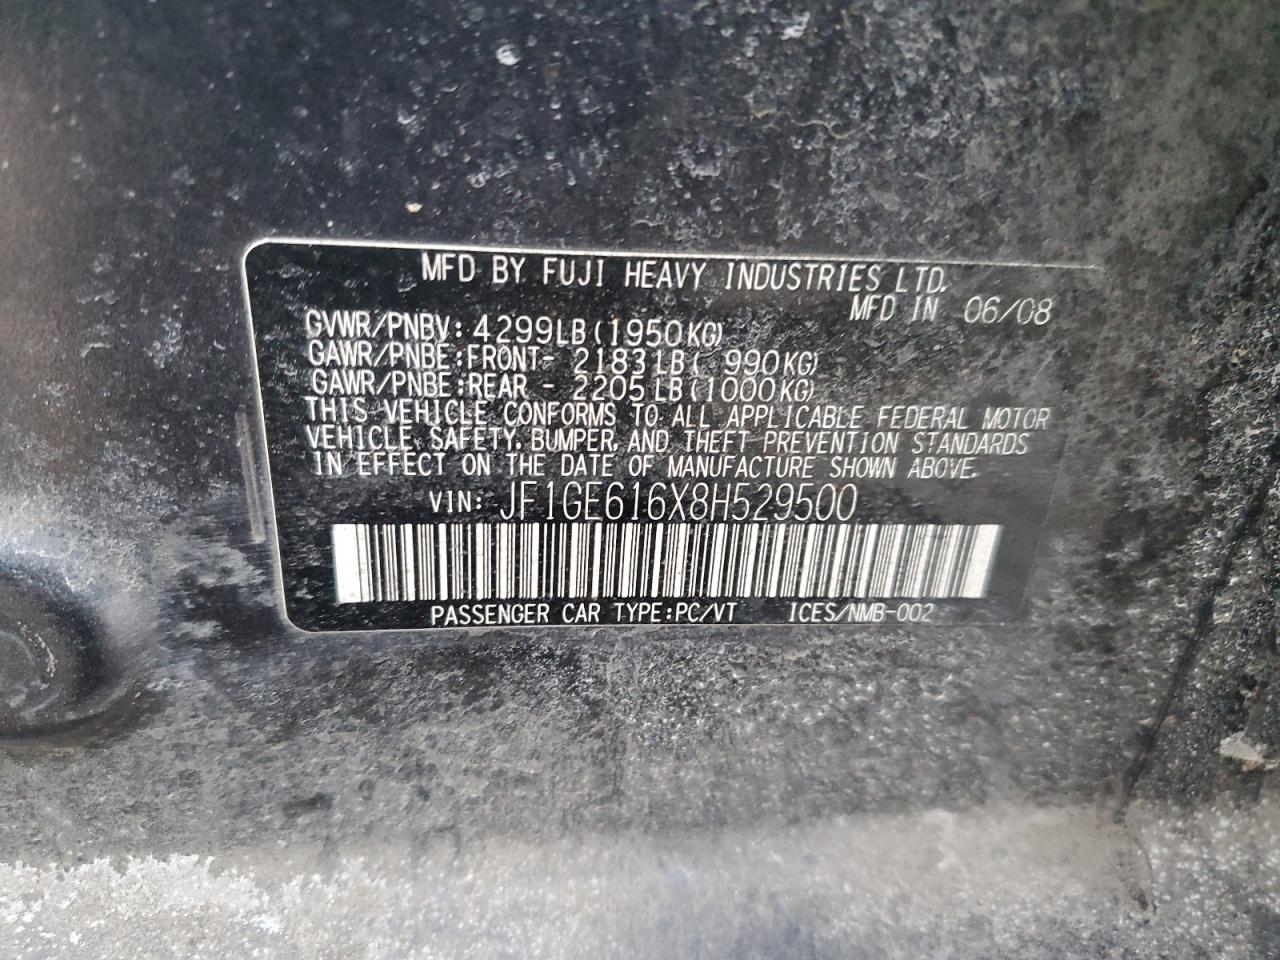 MFD BY FUJI HEAVY INDUSTRIES LTD.
MFD IN 06/08
GVWR/PNBV: 4299LB (1950KG)
GAWR/PNBE:FRONT- 2183LB( 990KG)
GAWR/PNBE:REAR - 2205LB(1000KG)
THIS VEHICLE CONFORMS TO ALL APPLICABLE FEDERAL MOTOR
VEHICLE SAFETY, BUMPER, AND THEFT PREVENTION STANDARDS
IN EFFECT ON THE DATE OF MANUFACTURE SHOWN ABOVE.
VIN: JF1GE616X8H529500
PASSENGER CAR TYPE:PC/VT ICES/NMB-002